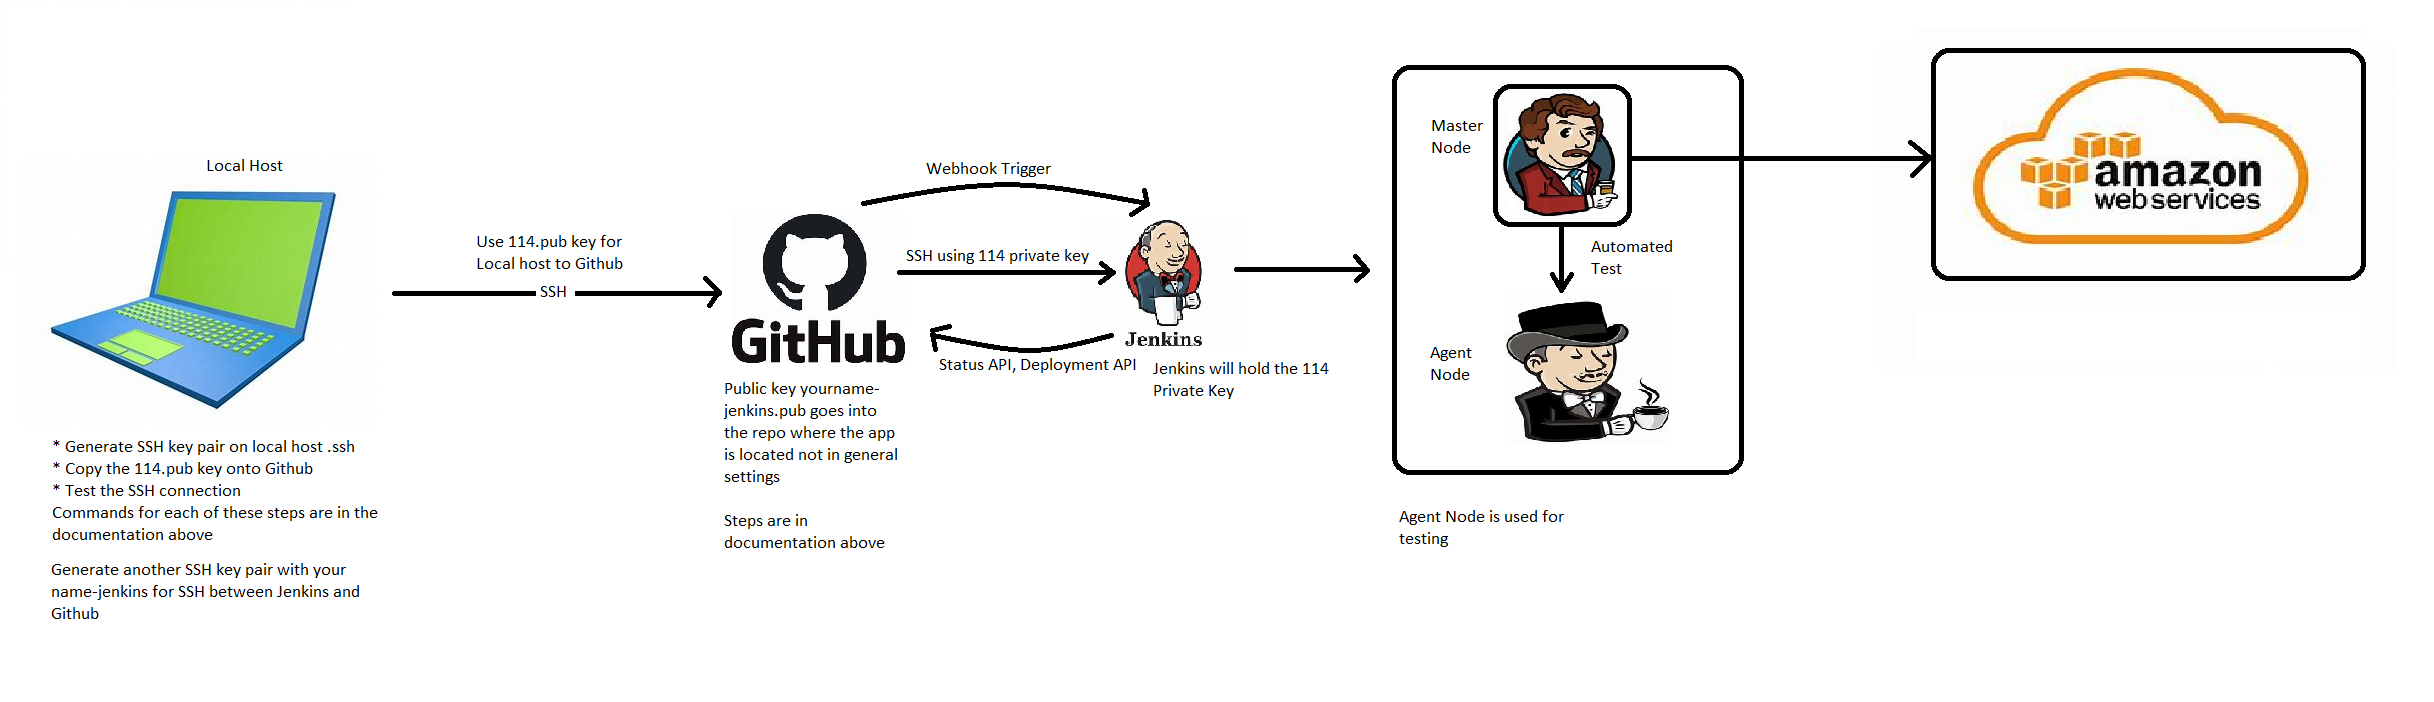 Local Host
* Generate SSH key pair on local host .ssh
* Copy the 114.pub key onto Github
* Test the SSH connection
Commands for each of these steps are in the
documentation above
Generate another SSH key pair with your
name-jenkins for SSH between Jenkins and
Github
Use 114.pub key for
Local host to Github
SSH
GitHub
Public key yourname-
jenkins.pub goes into
the repo where the app
is located not in general
settings
Steps are in
documentation above
Webhook Trigger
SSH using 114 private key
Status API, Deployment API
Jenkins
Jenkins will hold the 114
Private Key
Master
Node
Automated
Test
Agent
Node
Agent Node is used for
testing
amazon
webservices